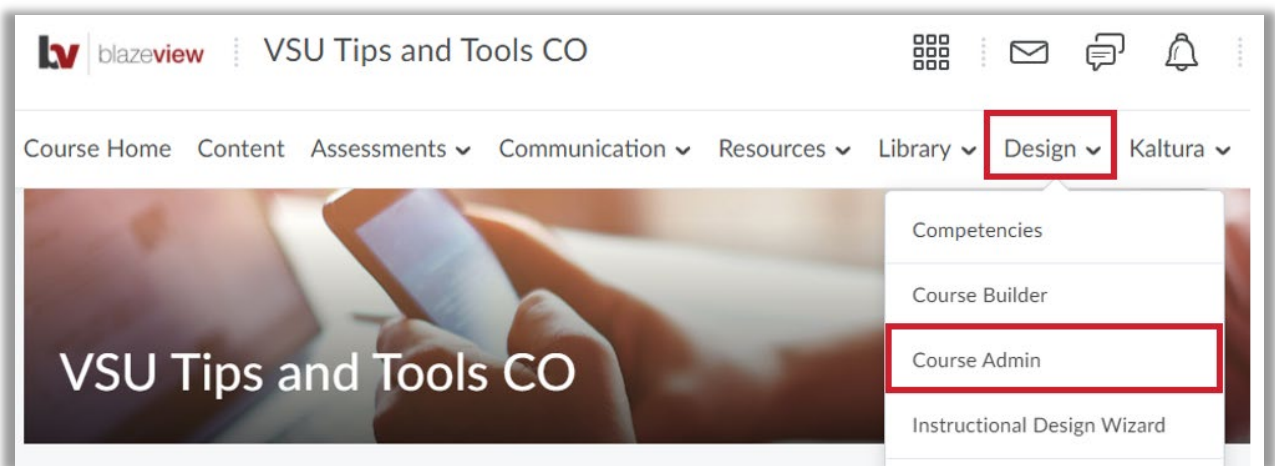 bv blazeview VSU Tips and Tools CO
Course Home Content Assessments Communication Resources Library Design Kaltura
Competencies
Course Builder
Course Admin
Instructional Design Wizard
VSU Tips and Tools CO